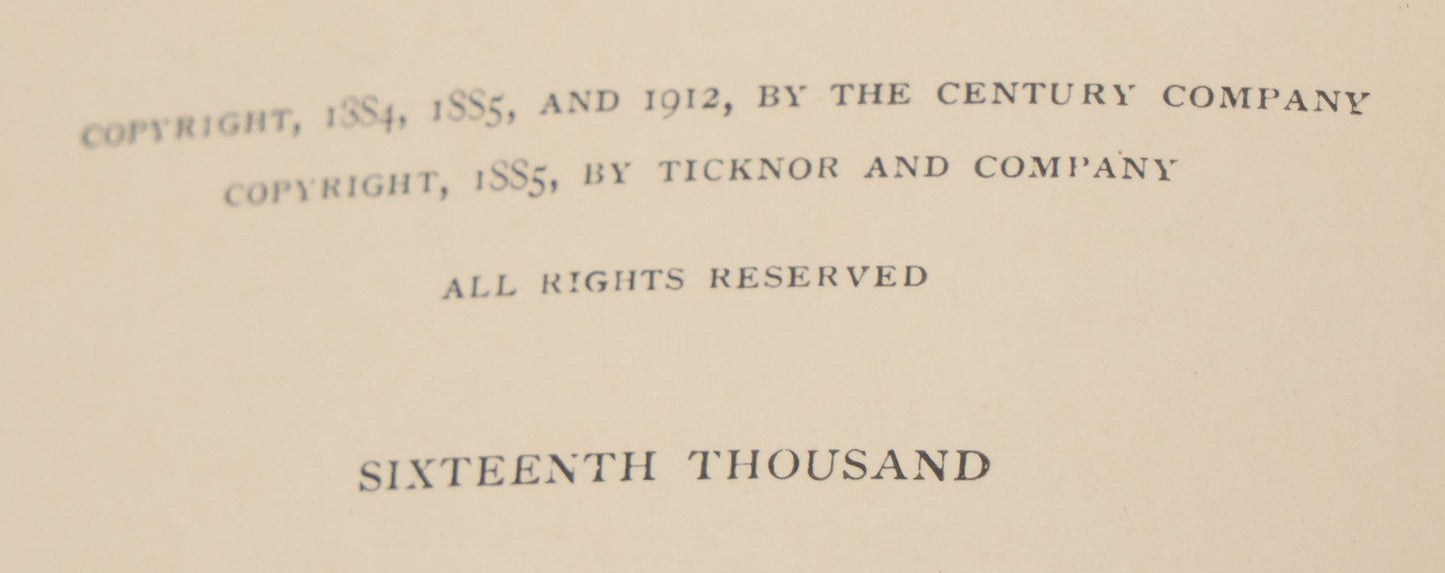 COPYRIGHT, 1884, 1885, AND 1912, BY THE CENTURY COMPANY
COPYRIGHT, 1885, BY TICKNOR AND COMPANY
ALL RIGHTS RESERVED
SIXTEENTH THOUSAND